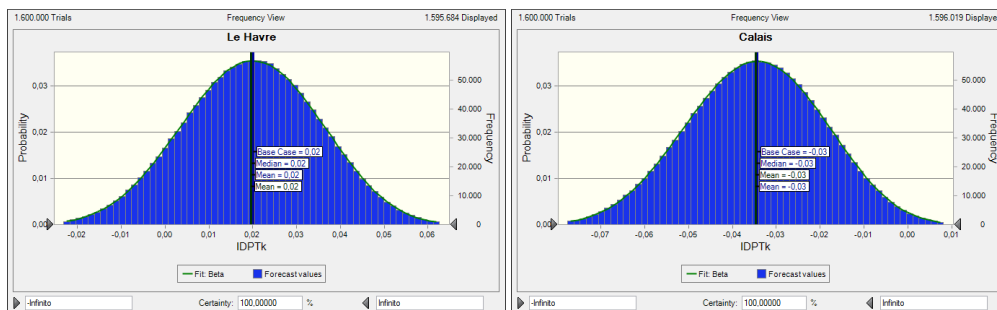 1.600.000 Trials Frequency View 1.595.684 Displayed
Le Havre
Probability
0,03
0,02
0,01
0,00
Frequency
60.000
50.000
40.000
30.000
20.000
10.000
0
Base Case = 0,02
Median = 0,02
Mean = 0,02
Mean = 0,02
-0,02 -0,01 0,00 0,01 0,02 0,03 0,04 0,05 0,06
IDPTk
Fit: Beta Forecast values
-Infinito Certainty: 100,00000 % Infinito
1.600.000 Trials Frequency View 1.596.019 Displayed
Calais
Probability
0,03
0,02
0,01
0,00
Frequency
60.000
50.000
40.000
30.000
20.000
10.000
0
Base Case = -0,03
Median = -0,03
Mean = -0,03
Mean = -0,03
-0,07 -0,06 -0,05 -0,04 -0,03 -0,02 -0,01 0,00 0,01
IDPTk
Fit: Beta Forecast values
-Infinito Certainty: 100,00000 % Infinito